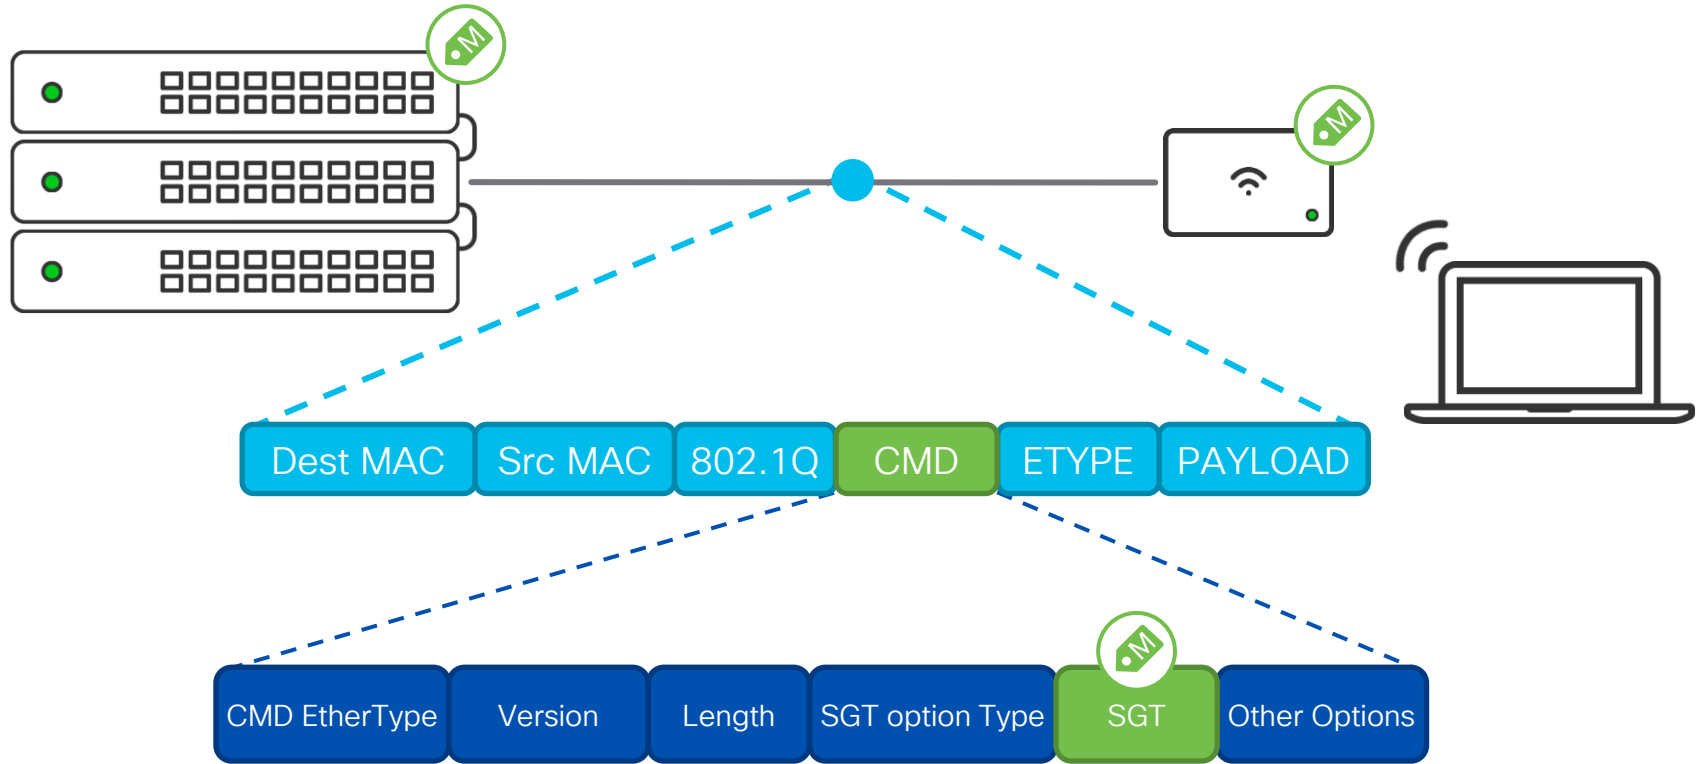 M
M
Dest MAC Src MAC 802.1Q CMD ETYPE PAYLOAD
M
CMD EtherType Version Length SGT option Type SGT Other Options